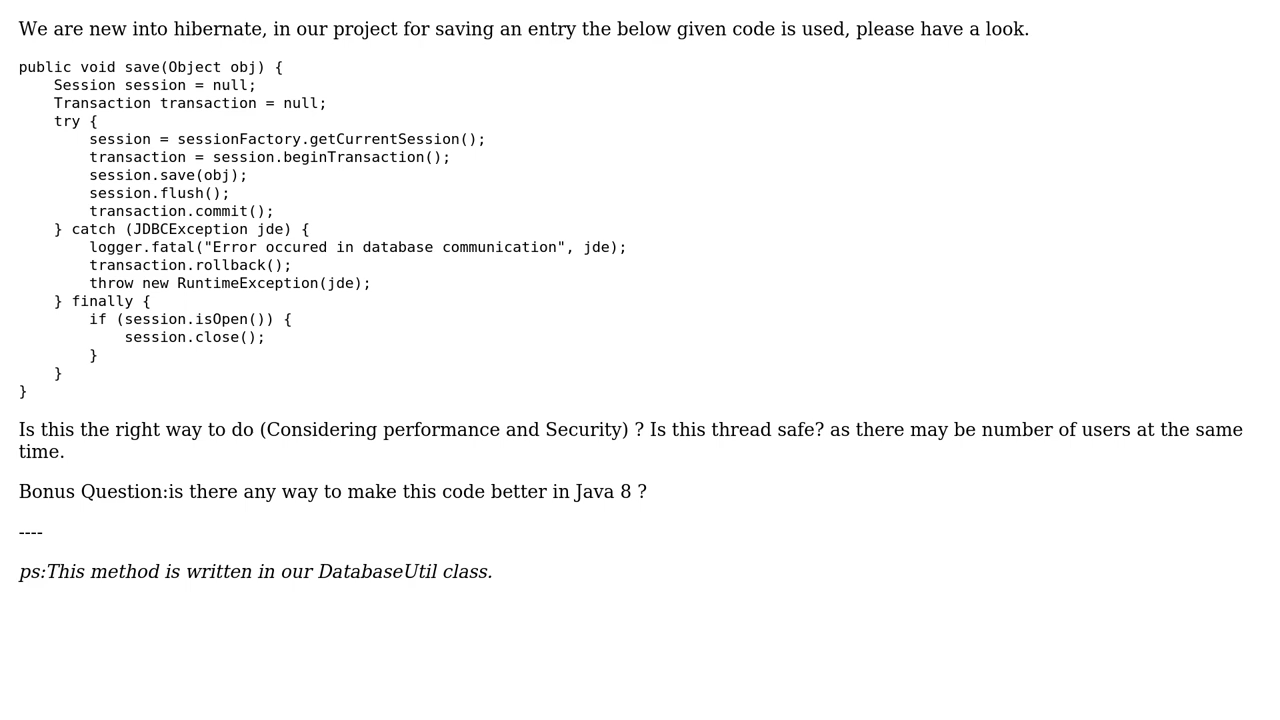 We are new into hibernate, in our project for saving an entry the below given code is used, please have a look.
public void save(Object obj) {
    Session session = null;
    Transaction transaction = null;
    try {
        session = sessionFactory.getCurrentSession();
        transaction = session.beginTransaction();
        session.save(obj);
        session.flush();
        transaction.commit();
    } catch (JDBCException jde) {
        logger.fatal("Error occured in database communication", jde);
        transaction.rollback();
        throw new RuntimeException(jde);
    } finally {
        if (session.isOpen()) {
            session.close();
        }
    }
}
Is this the right way to do (Considering performance and Security) ? Is this thread safe? as there may be number of users at the same
time.
Bonus Question:is there any way to make this code better in Java 8 ?
----
ps:This method is written in our DatabaseUtil class.